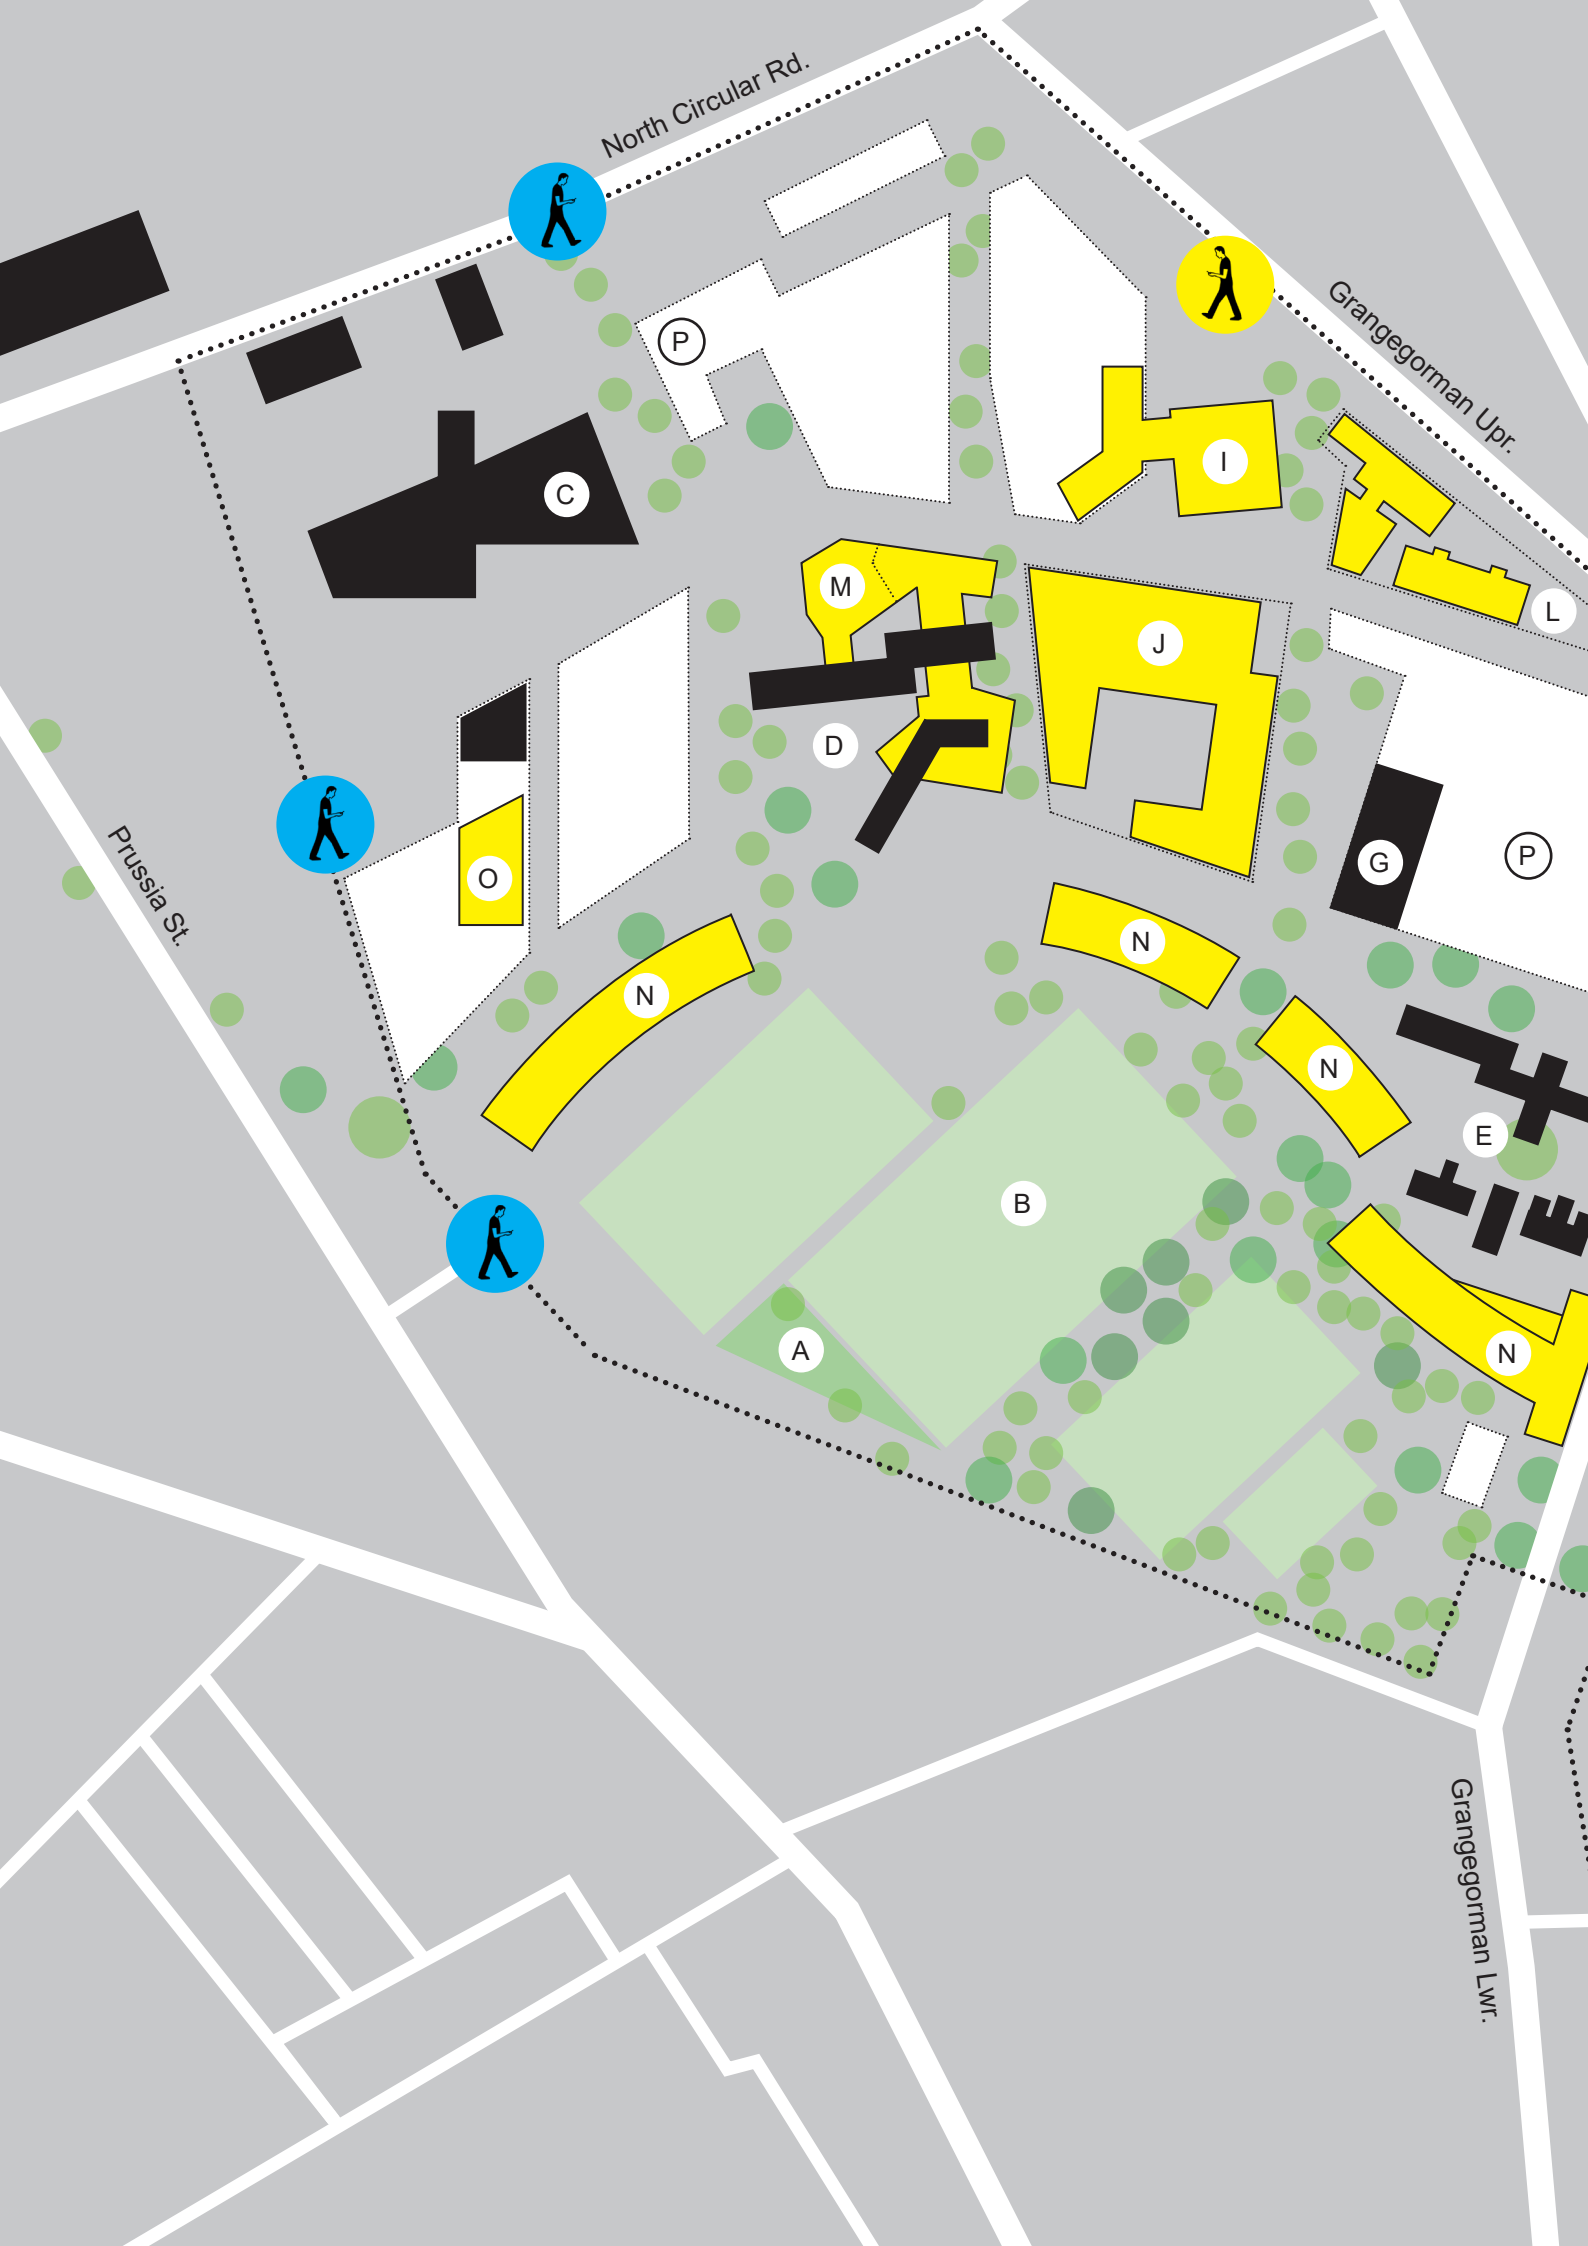 North Circular Rd.
Grangegorman Upr.
P
I
C
M
L
J
D
G
P
O
N
N
N
E
B
A
N
Prussia St.
Grangegorman Lwr.